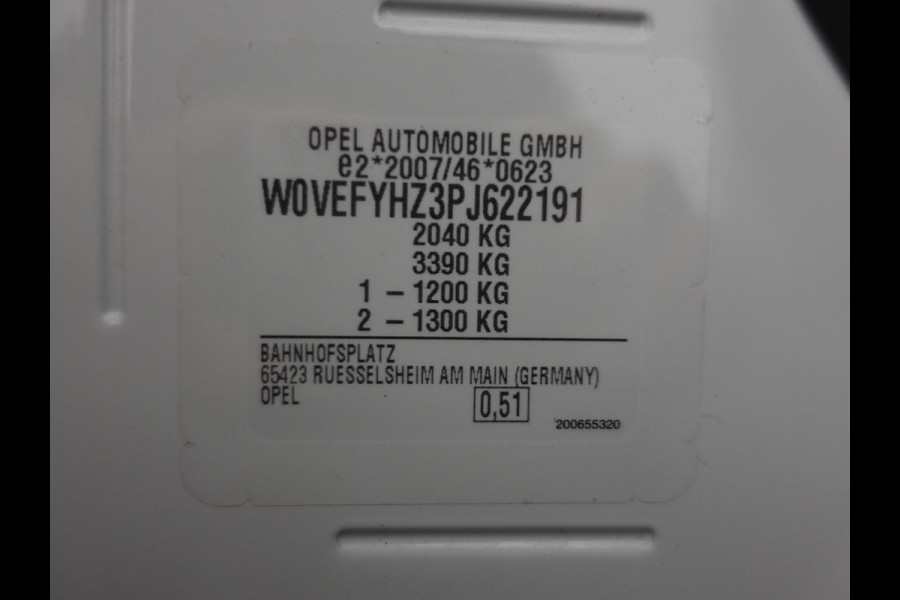 OPEL AUTOMOBILE GMBH
e2*2007/46*0623
W0VEFYHZ3PJ622191
2040 KG
3390 KG
1 – 1200 KG
2 – 1300 KG
BAHNHOFSPLATZ
65423 RUESSELSHEIM AM MAIN (GERMANY)
OPEL
0,51
200655320